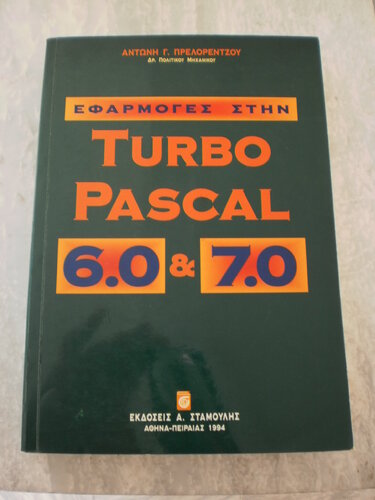 ΑΝΤΩΝΗ Γ. ΠΡΕΛΟΡΕΝΤΖΟΥ
ΔΡ. ΠΟΛΙΤΙΚΟΥ ΜΗΧΑΝΙΚΟΥ
ΕΦΑΡΜΟΓΕΣ ΣΤΗΝ
TURBO
PASCAL
6.0 & 7.0
ΕΚΔΟΣΕΙΣ Α. ΣΤΑΜΟΥΛΗΣ
ΑΘΗΝΑ-ΠΕΙΡΑΙΑΣ 1994